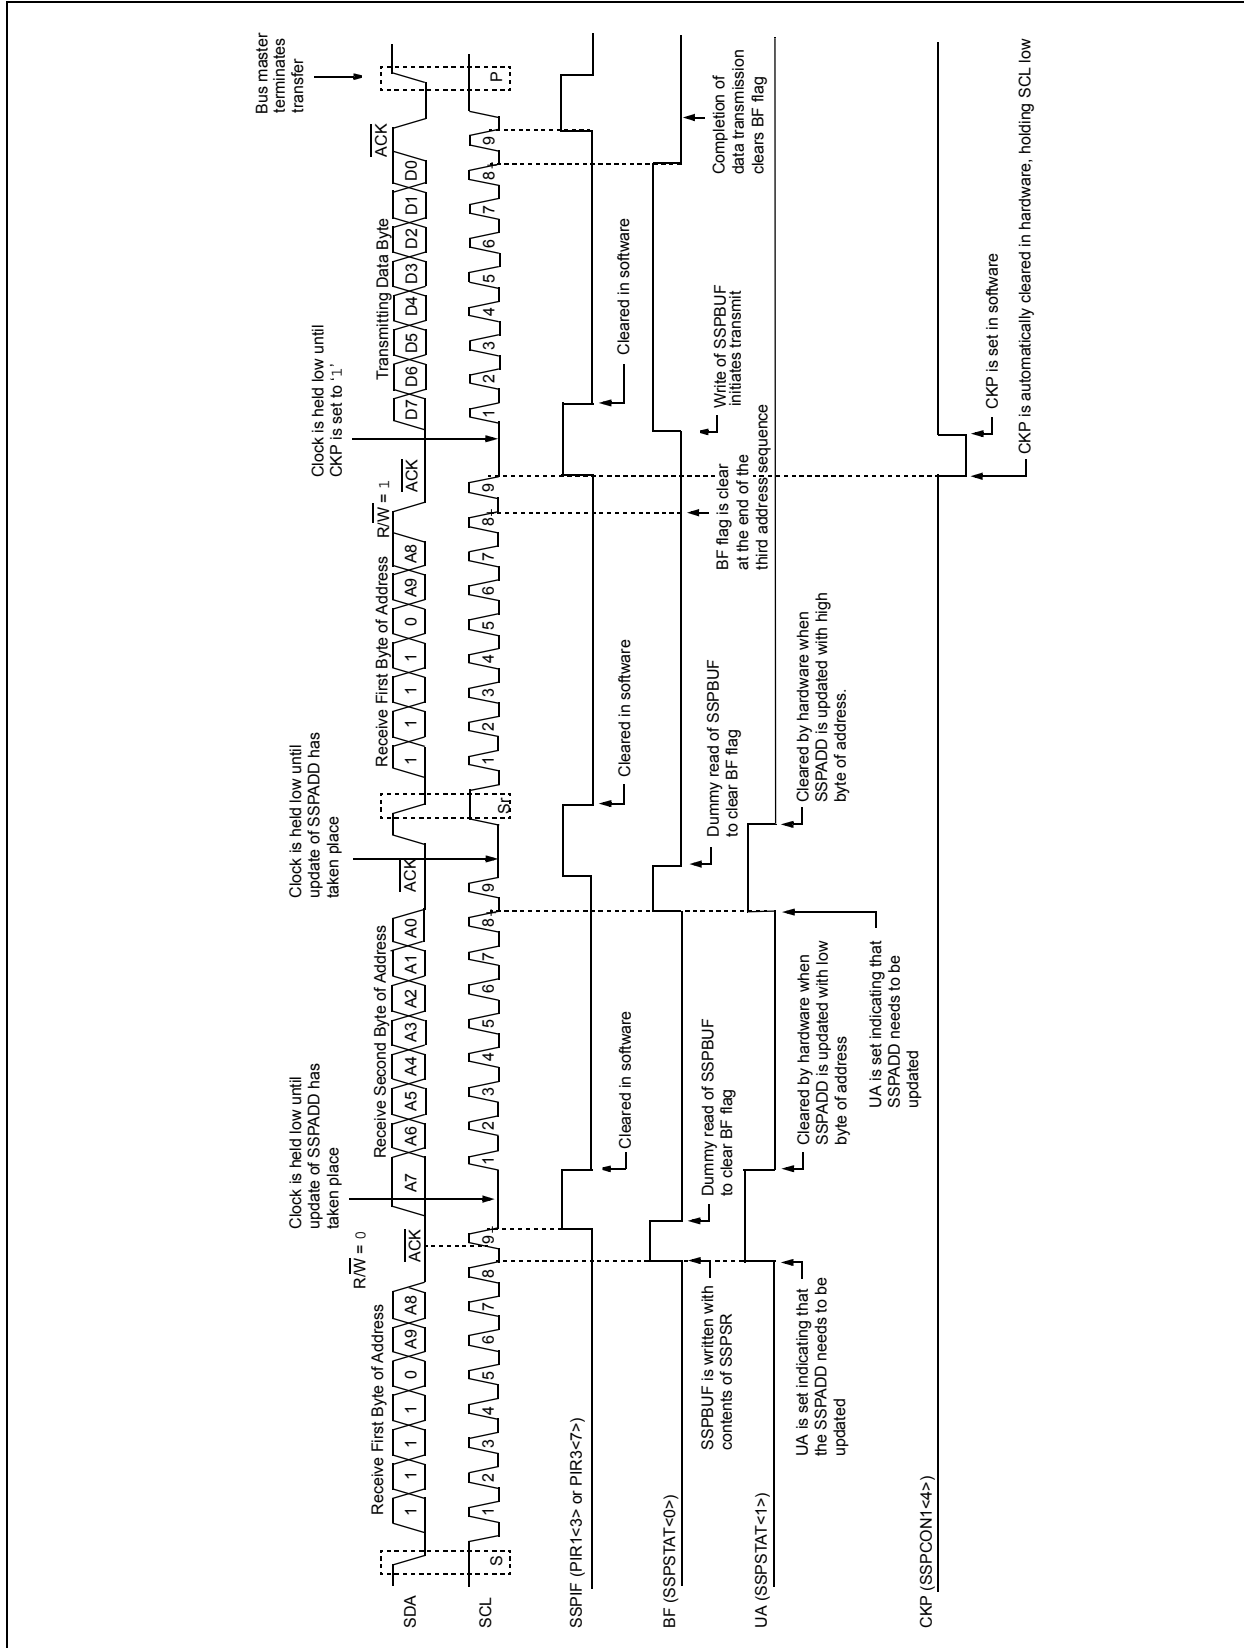 Bus master
terminates
transfer
Clock is held low until
update of SSPADD has
taken place
Clock is held low until
update of SSPADD has
taken place
Clock is held low until
CKP is set to ‘1’
R/W = 0
R/W = 1
Receive First Byte of Address
ACK
Receive Second Byte of Address
ACK
Receive First Byte of Address
ACK
Transmitting Data Byte
ACK
SDA
1 1 1 1 0 A9 A8
A7 A6 A5 A4 A3 A2 A1 A0
1 1 1 1 0 A9 A8
D7 D6 D5 D4 D3 D2 D1 D0
SCL
S 1 2 3 4 5 6 7 8 9
1 2 3 4 5 6 7 8 9
Sr 1 2 3 4 5 6 7 8 9
1 2 3 4 5 6 7 8 9 P
SSPIF (PIR1<3> or PIR3<7>)
Cleared in software
Cleared in software
Cleared in software
BF (SSPSTAT<0>)
SSPBUF is written with
contents of SSPSR
Dummy read of SSPBUF
to clear BF flag
Dummy read of SSPBUF
to clear BF flag
BF flag is clear
at the end of the
third address sequence
Write of SSPBUF
initiates transmit
Completion of
data transmission
clears BF flag
UA (SSPSTAT<1>)
UA is set indicating that
the SSPADD needs to be
updated
Cleared by hardware when
SSPADD is updated with low
byte of address
UA is set indicating that
SSPADD needs to be
updated
Cleared by hardware when
SSPADD is updated with high
byte of address.
CKP (SSPCON1<4>)
CKP is set in software
CKP is automatically cleared in hardware, holding SCL low